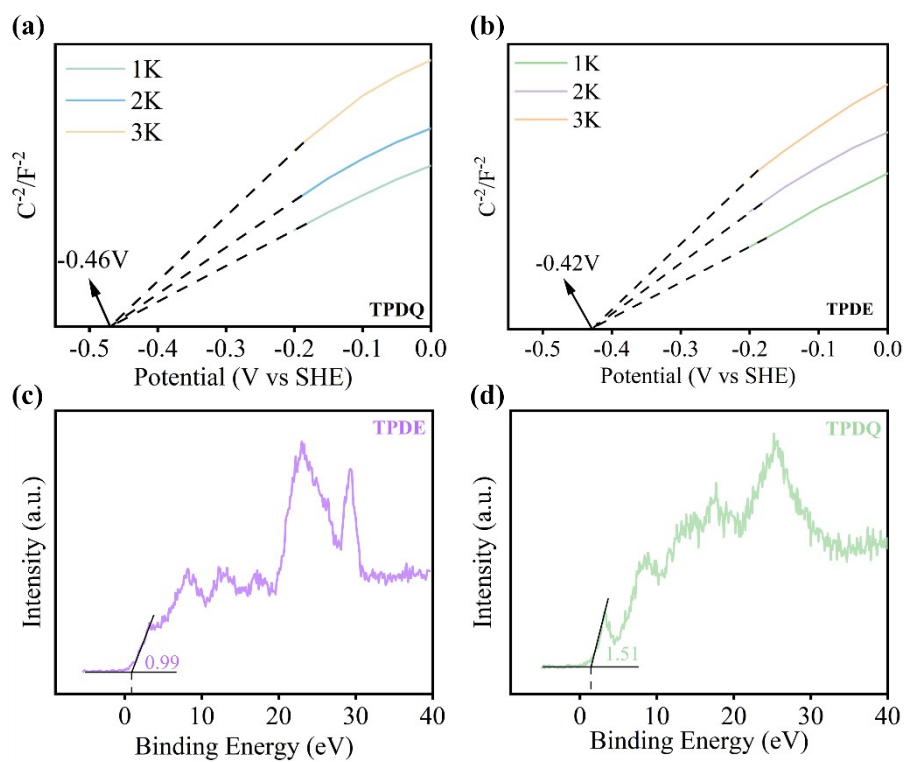 (a)
1K
2K
3K
C⁻²/F⁻²
-0.46V
TPDQ
-0.5 -0.4 -0.3 -0.2 -0.1 0.0
Potential (V vs SHE)
(b)
1K
2K
3K
C⁻²/F⁻²
-0.42V
TPDE
-0.5 -0.4 -0.3 -0.2 -0.1 0.0
Potential (V vs SHE)
(c)
TPDE
Intensity (a.u.)
0.99
0 10 20 30 40
Binding Energy (eV)
(d)
TPDQ
Intensity (a.u.)
1.51
0 10 20 30 40
Binding Energy (eV)